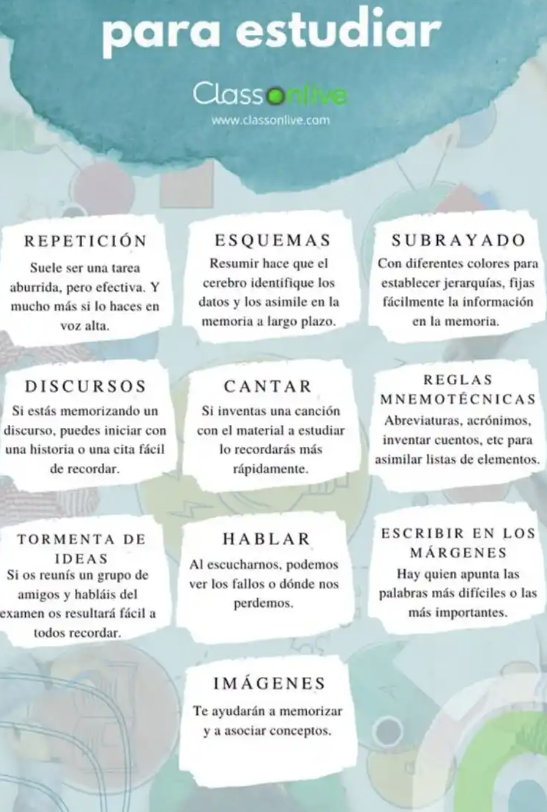 para estudiar
Classonlive
www.classonlive.com
REPETICIÓN
Suele ser una tarea
aburrida, pero efectiva. Y
mucho más si lo haces en
voz alta.
ESQUEMAS
Resumir hace que el
cerebro identifique los
datos y los asimile en la
memoria a largo plazo.
SUBRAYADO
Con diferentes colores para
establecer jerarquías, fijas
fácilmente la información
en la memoria.
DISCURSOS
Si estás memorizando un
discurso, puedes iniciar con
una historia o una cita fácil
de recordar.
CANTAR
Si inventas una canción
con el material a estudiar
lo recordarás más
rápidamente.
REGLAS
MNEMOTÉCNICAS
Abreviaturas, acrónimos,
inventar cuentos, etc para
asimilar listas de elementos.
TORMENTA DE
IDEAS
Si os reunís un grupo de
amigos y habláis del
examen os resultará fácil a
todos recordar.
HABLAR
Al escucharnos, podemos
ver los fallos o dónde nos
perdemos.
ESCRIBIR EN LOS
MÁRGENES
Hay quien apunta las
palabras más difíciles o las
más importantes.
IMÁGENES
Te ayudarán a memorizar
y a asociar conceptos.